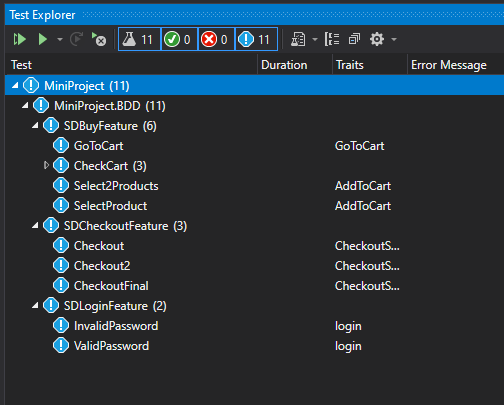 Test Explorer
11 0 0 11
Test Duration Traits Error Message
MiniProject (11)
MiniProject.BDD (11)
SDBuyFeature (6)
GoToCart GoToCart
CheckCart (3)
Select2Products AddToCart
SelectProduct AddToCart
SDCheckoutFeature (3)
Checkout CheckoutS...
Checkout2 CheckoutS...
CheckoutFinal CheckoutS...
SDLoginFeature (2)
InvalidPassword login
ValidPassword login